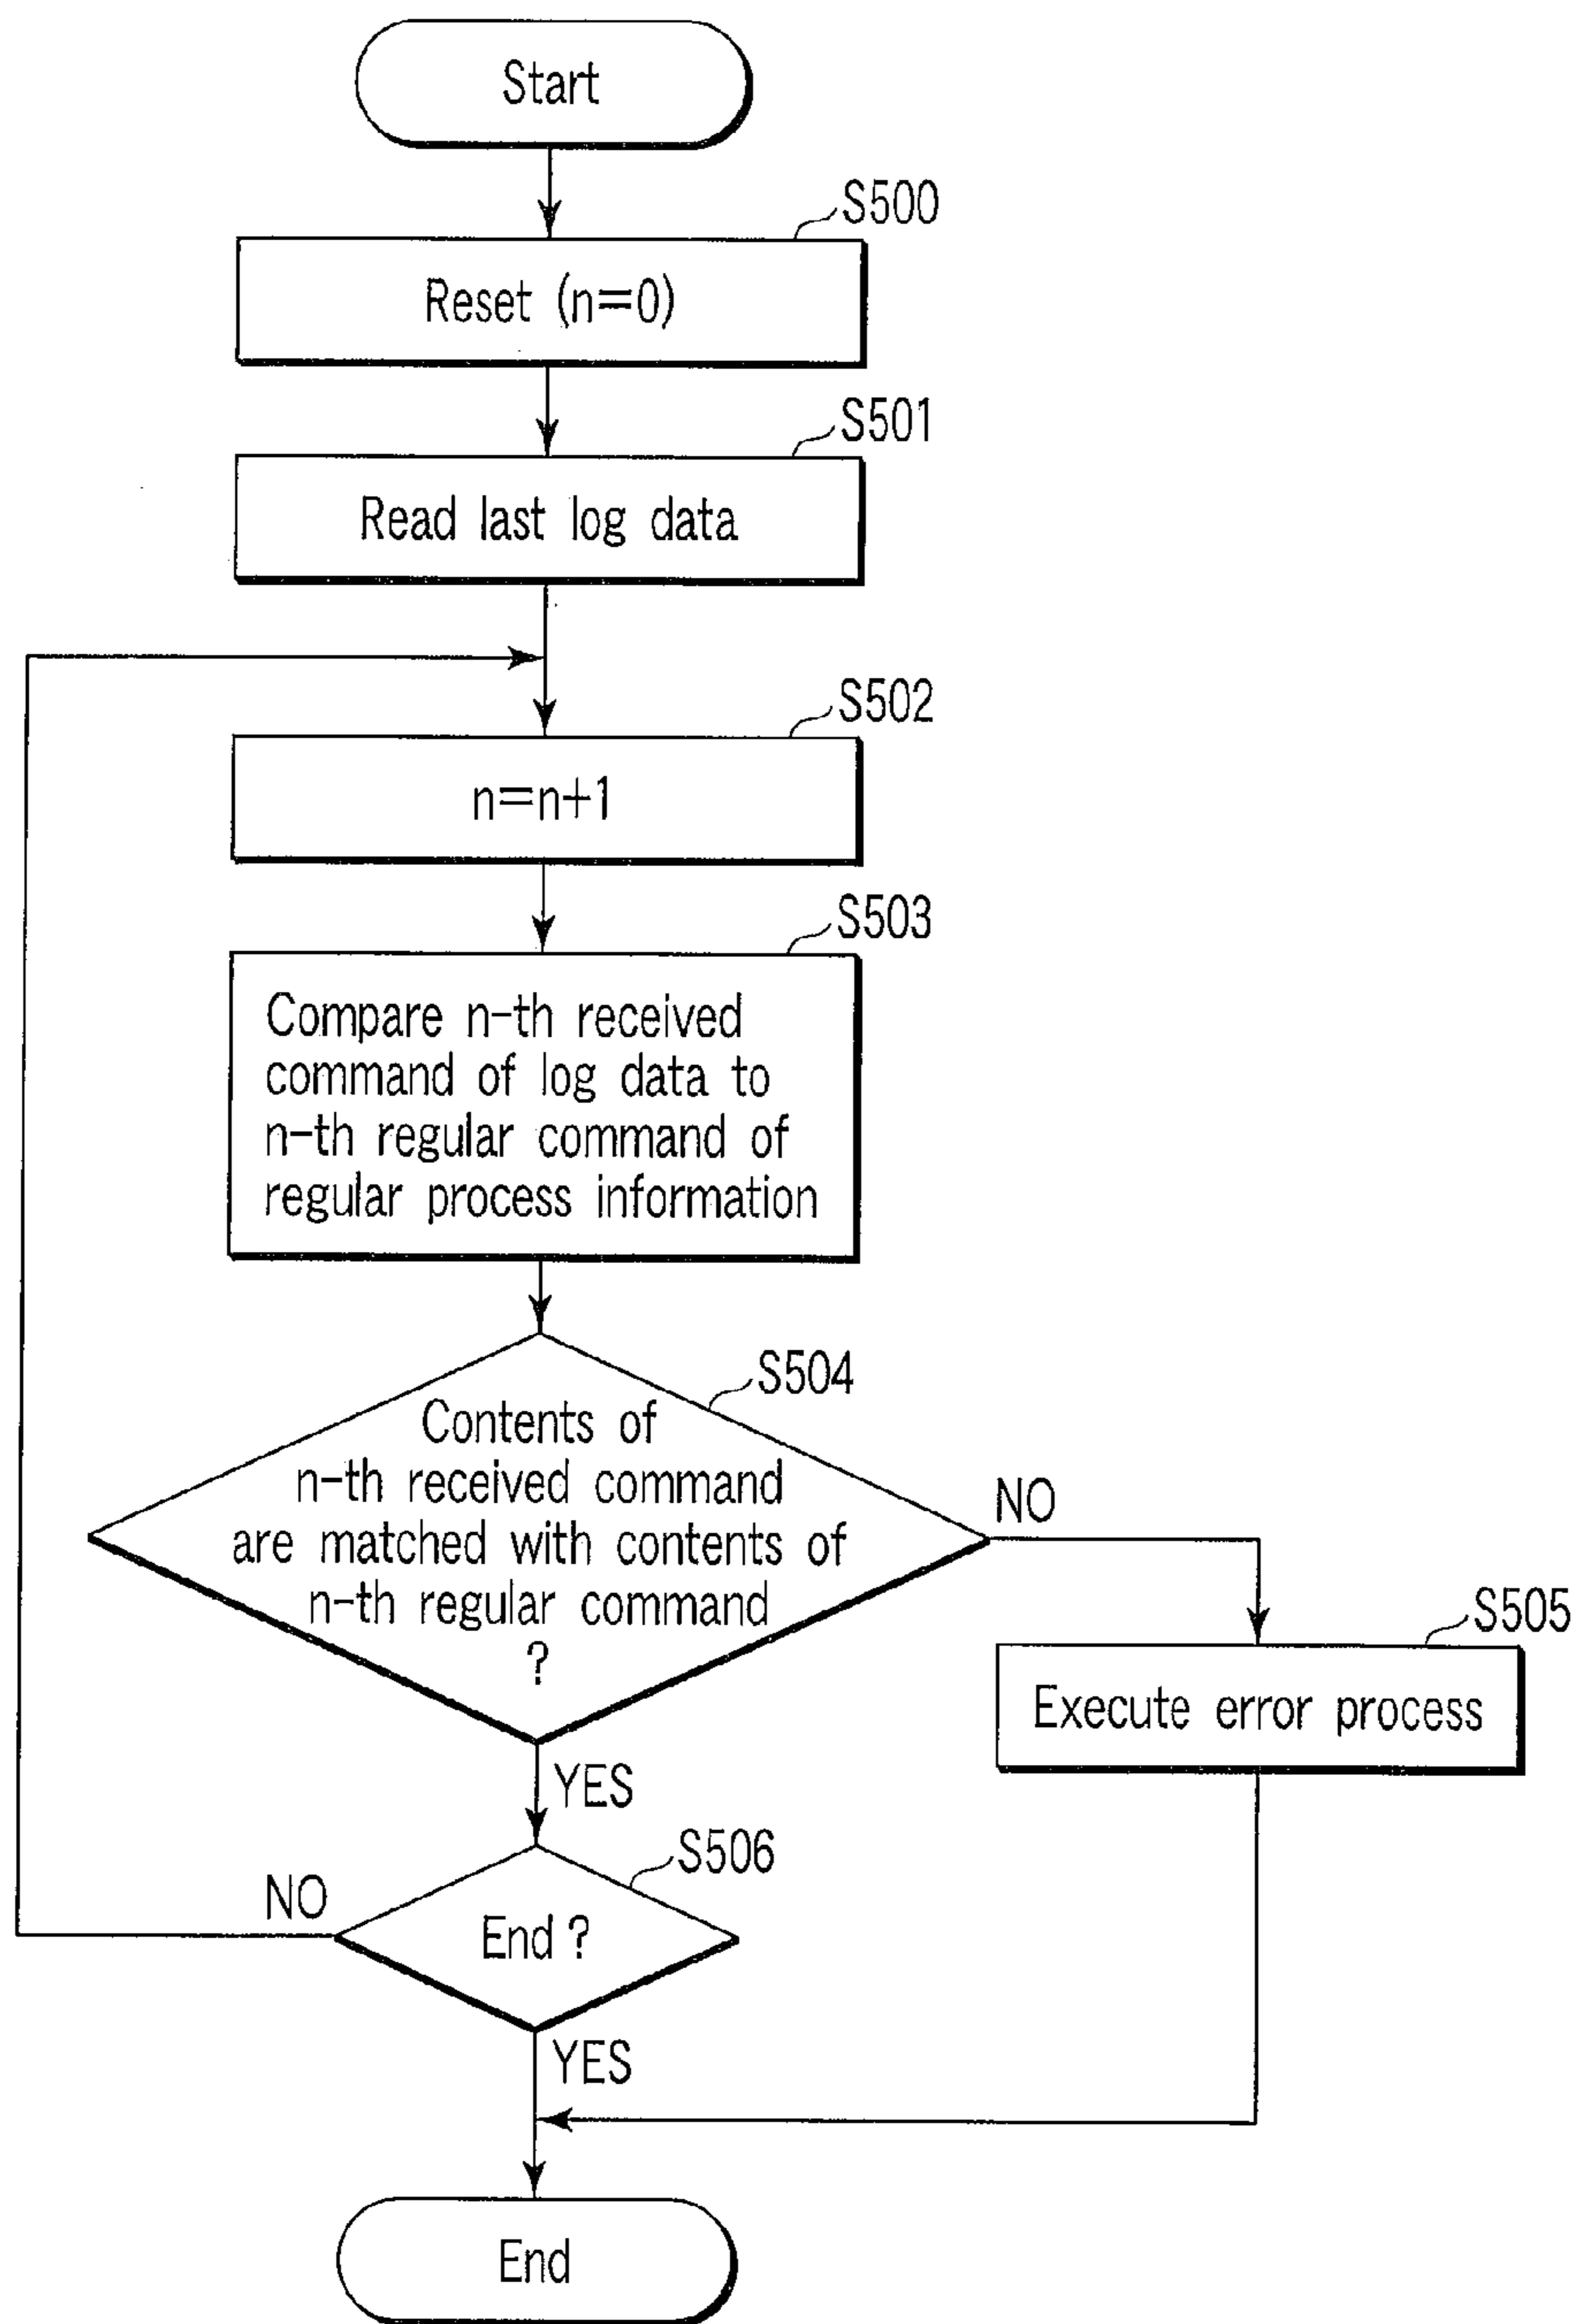 Start
S500
Reset (n=0)
S501
Read last log data
S502
n=n+1
S503
Compare n-th received
command of log data to
n-th regular command of
regular process information
S504
Contents of
n-th received command
are matched with contents of
n-th regular command
?
NO
S505
Execute error process
YES
S506
NO
End ?
YES
End